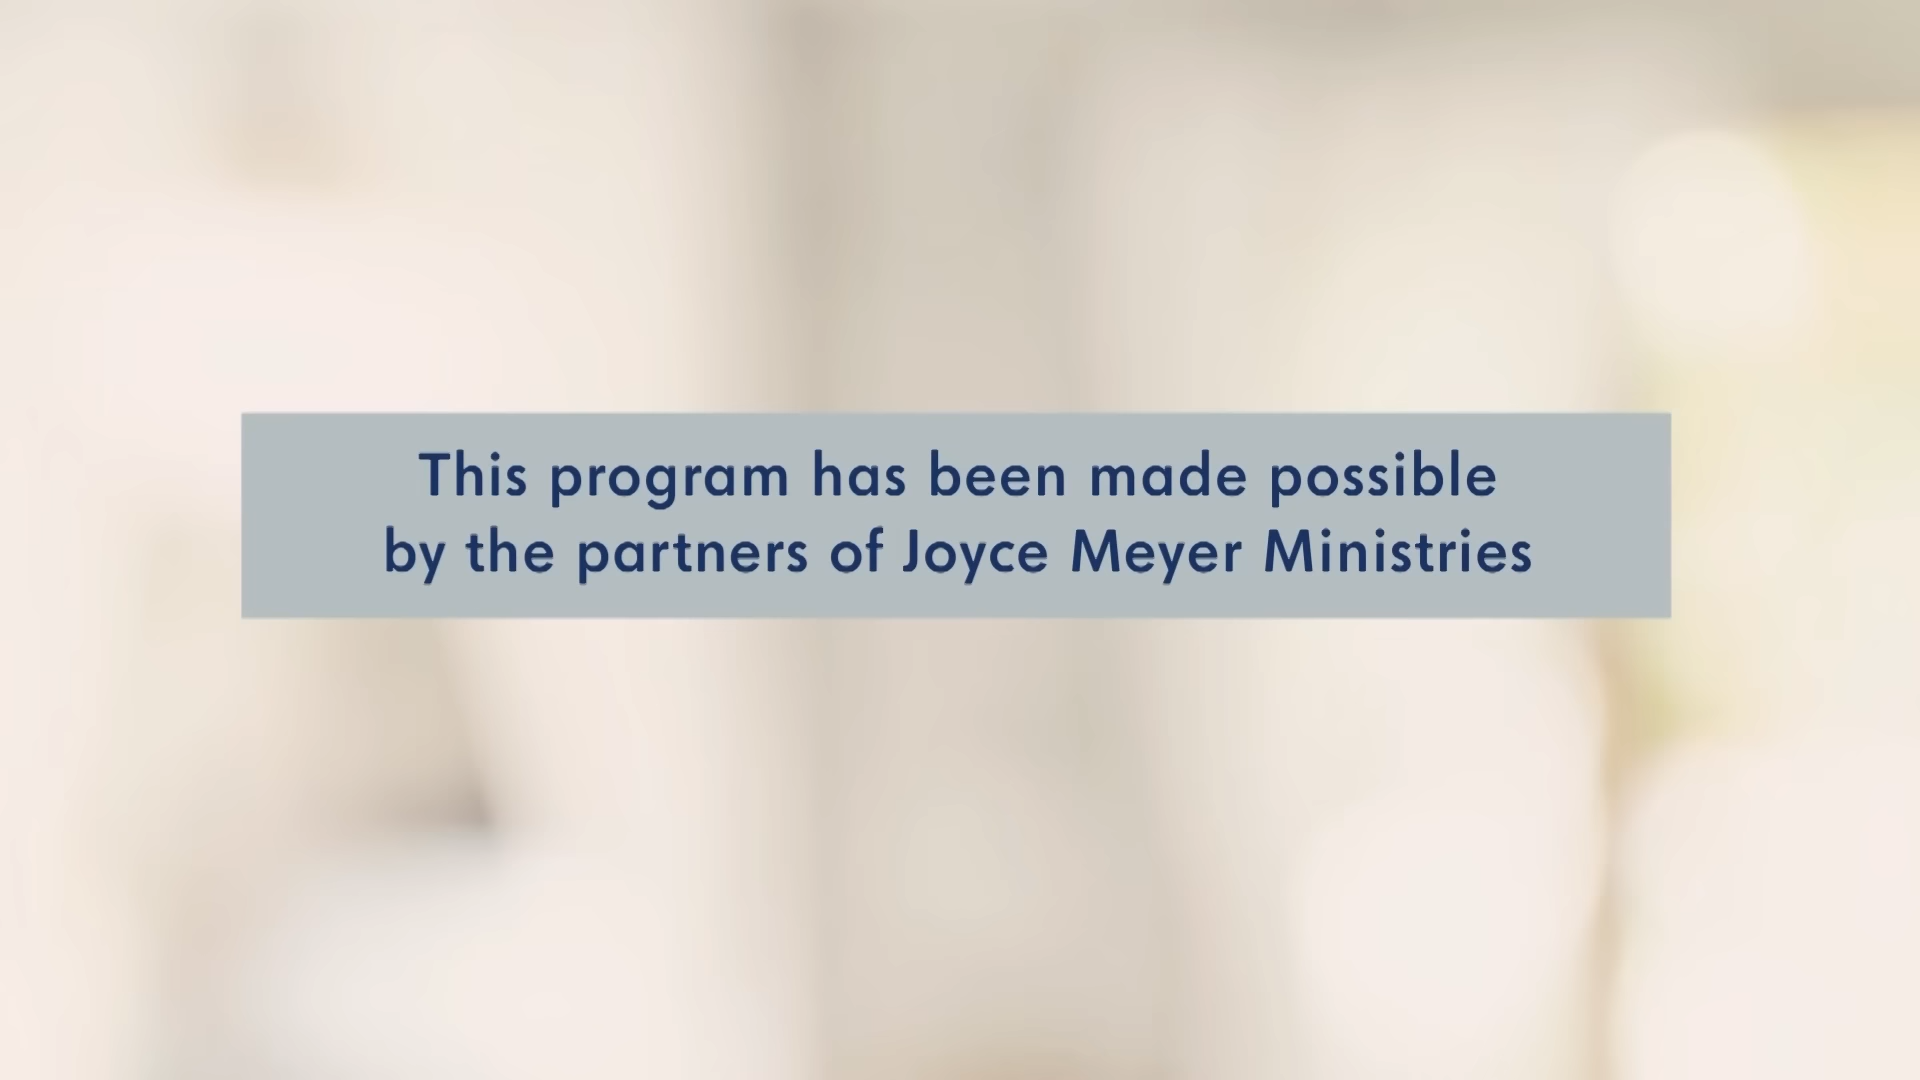 This program has been made possible
by the partners of Joyce Meyer Ministries